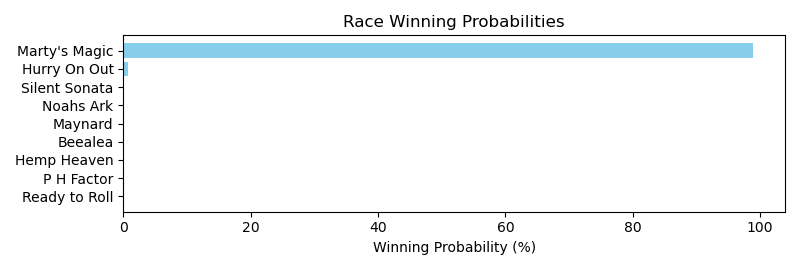 Race Winning Probabilities
Marty's Magic
Hurry On Out
Silent Sonata
Noahs Ark
Maynard
Beealea
Hemp Heaven
P H Factor
Ready to Roll
0 20 40 60 80 100
Winning Probability (%)